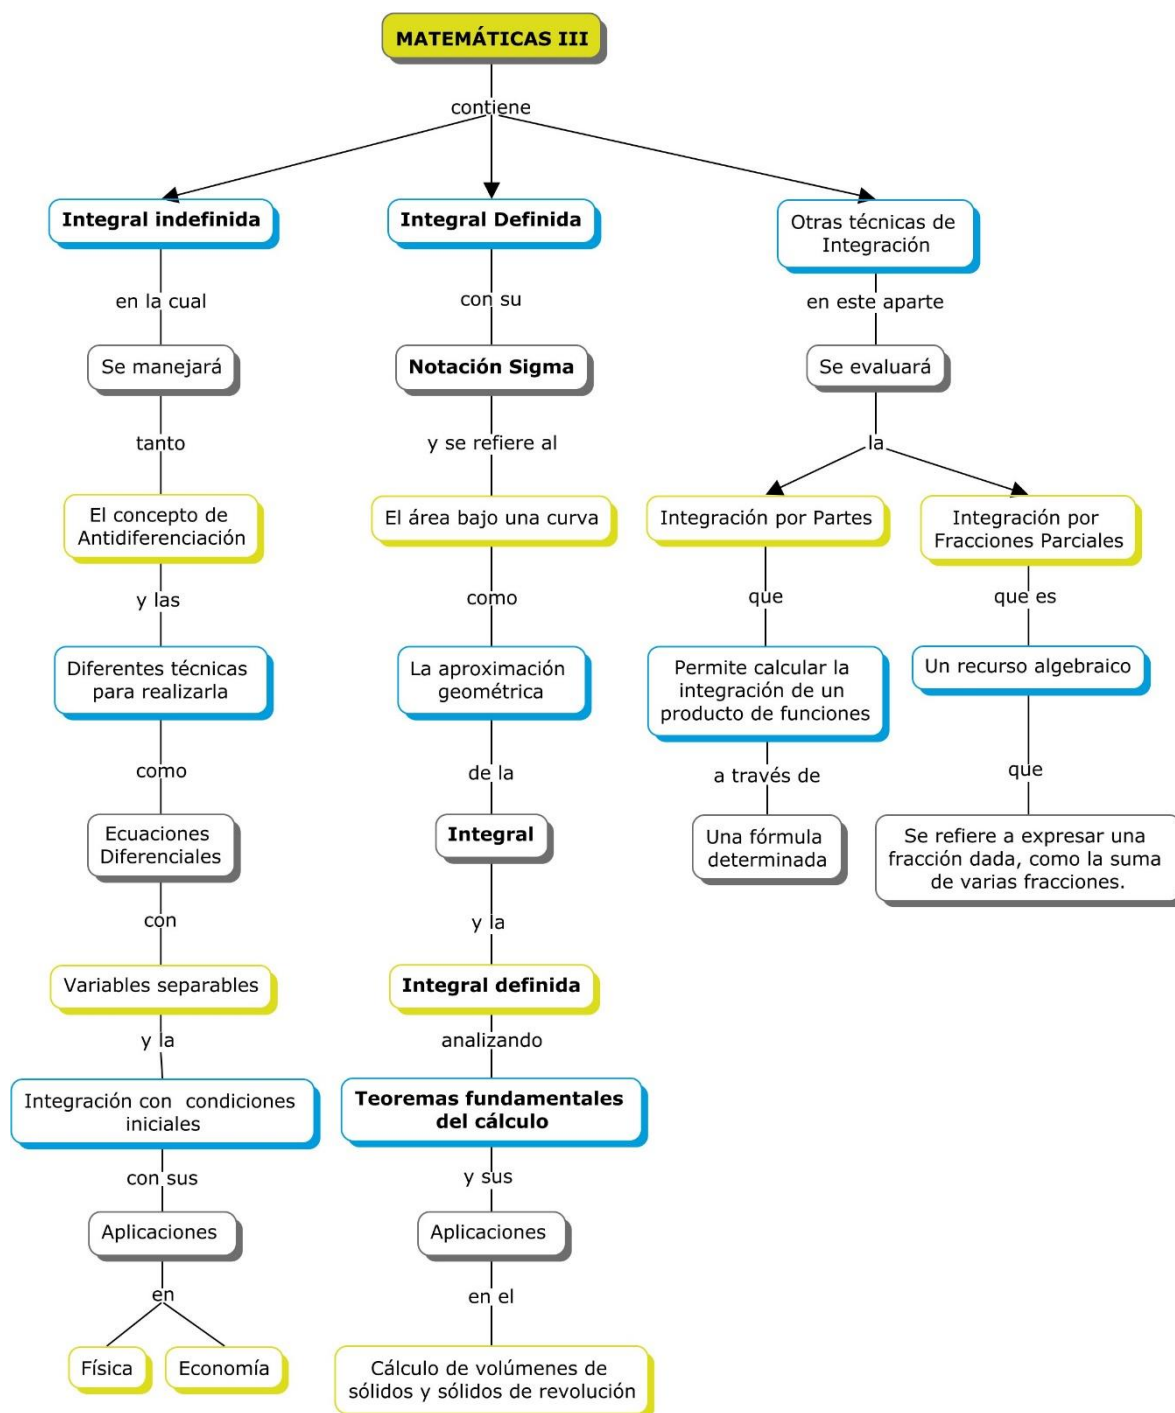 MATEMÁTICAS III
contiene
Integral indefinida
en la cual
Se manejará
tanto
El concepto de
Antidiferenciación
y las
Diferentes técnicas
para realizarla
como
Ecuaciones
Diferenciales
con
Variables separables
y la
Integración con condiciones
iniciales
con sus
Aplicaciones
en
Física
Economía
Integral Definida
con su
Notación Sigma
y se refiere al
El área bajo una curva
como
La aproximación
geométrica
de la
Integral
y la
Integral definida
analizando
Teoremas fundamentales
del cálculo
y sus
Aplicaciones
en el
Cálculo de volúmenes de
sólidos y sólidos de revolución
Otras técnicas de
Integración
en este aparte
Se evaluará
la
Integración por Partes
que
Permite calcular la
integración de un
producto de funciones
a través de
Una fórmula
determinada
Integración por
Fracciones Parciales
que es
Un recurso algebraico
que
Se refiere a expresar una
fracción dada, como la suma
de varias fracciones.